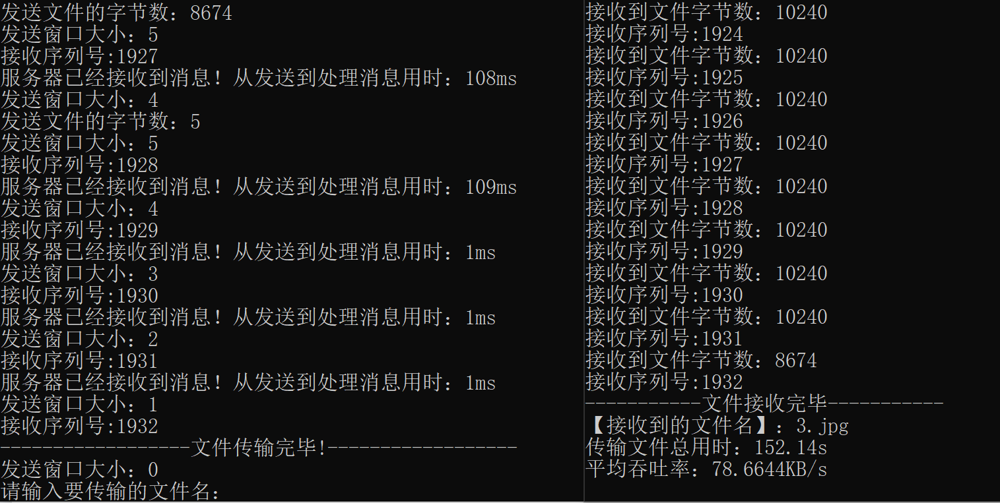 发送文件的字节数：8674
发送窗口大小：5
接收序列号:1927
服务器已经接收到消息！从发送到处理消息用时：108ms
发送窗口大小：4
发送文件的字节数：5
发送窗口大小：5
接收序列号:1928
服务器已经接收到消息！从发送到处理消息用时：109ms
发送窗口大小：4
接收序列号:1929
服务器已经接收到消息！从发送到处理消息用时：1ms
发送窗口大小：3
接收序列号:1930
服务器已经接收到消息！从发送到处理消息用时：1ms
发送窗口大小：2
接收序列号:1931
服务器已经接收到消息！从发送到处理消息用时：1ms
发送窗口大小：1
接收序列号:1932
------------------文件传输完毕!------------------
发送窗口大小：0
请输入要传输的文件名：
接收到文件字节数：10240
接收序列号:1924
接收到文件字节数：10240
接收序列号:1925
接收到文件字节数：10240
接收序列号:1926
接收到文件字节数：10240
接收序列号:1927
接收到文件字节数：10240
接收序列号:1928
接收到文件字节数：10240
接收序列号:1929
接收到文件字节数：10240
接收序列号:1930
接收到文件字节数：10240
接收序列号:1931
接收到文件字节数：8674
接收序列号:1932
-----------文件接收完毕-----------
【接收到的文件名】：3.jpg
传输文件总用时：152.14s
平均吞吐率：78.6644KB/s